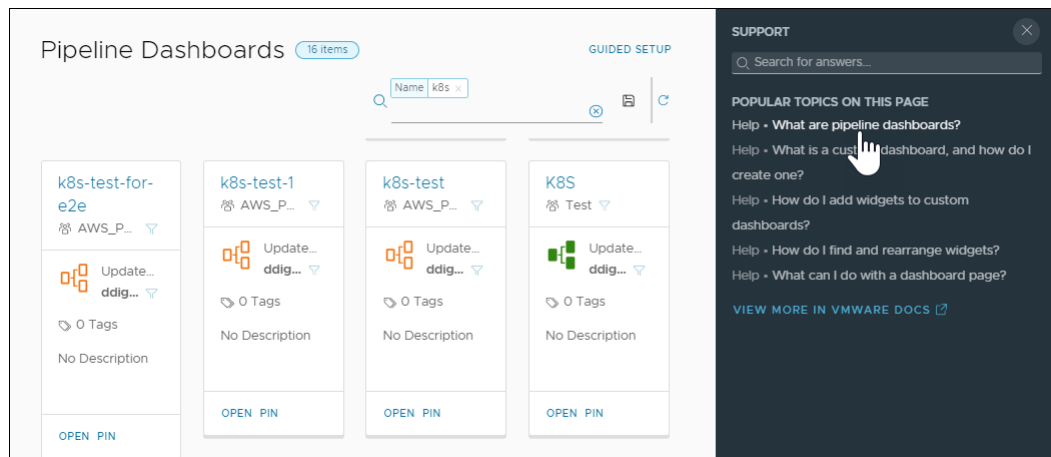 Pipeline Dashboards 16 items
GUIDED SETUP
Name k8s ×
k8s-test-for-
e2e
AWS_P...
Update...
ddig...
0 Tags
No Description
OPEN PIN
k8s-test-1
AWS_P...
Update...
ddig...
0 Tags
No Description
OPEN PIN
k8s-test
AWS_P...
Update...
ddig...
0 Tags
No Description
OPEN PIN
K8S
Test
Update...
ddig...
0 Tags
No Description
OPEN PIN
SUPPORT
Search for answers...
POPULAR TOPICS ON THIS PAGE
Help • What are pipeline dashboards?
Help • What is a dashboard, and how do I
create one?
Help • How do I add widgets to custom
dashboards?
Help • How do I find and rearrange widgets?
Help • What can I do with a dashboard page?
VIEW MORE IN VMWARE DOCS